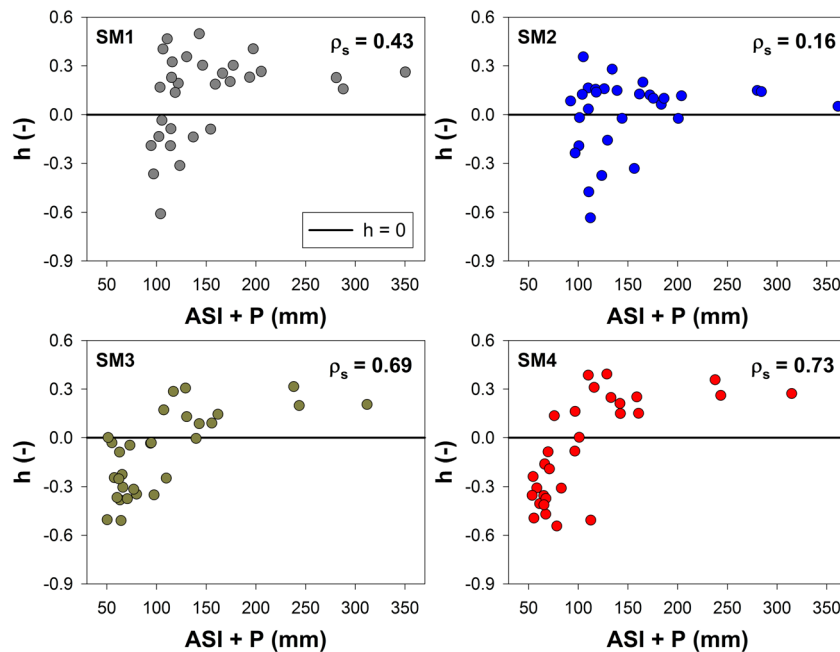 SM1
ρs = 0.43
0.6
0.3
0.0
-0.3
-0.6
-0.9
h (-)
h = 0
50 100 150 200 250 300 350
ASI + P (mm)
SM2
ρs = 0.16
0.6
0.3
0.0
-0.3
-0.6
-0.9
h (-)
50 100 150 200 250 300 350
ASI + P (mm)
SM3
ρs = 0.69
0.6
0.3
0.0
-0.3
-0.6
-0.9
h (-)
50 100 150 200 250 300 350
ASI + P (mm)
SM4
ρs = 0.73
0.6
0.3
0.0
-0.3
-0.6
-0.9
h (-)
50 100 150 200 250 300 350
ASI + P (mm)